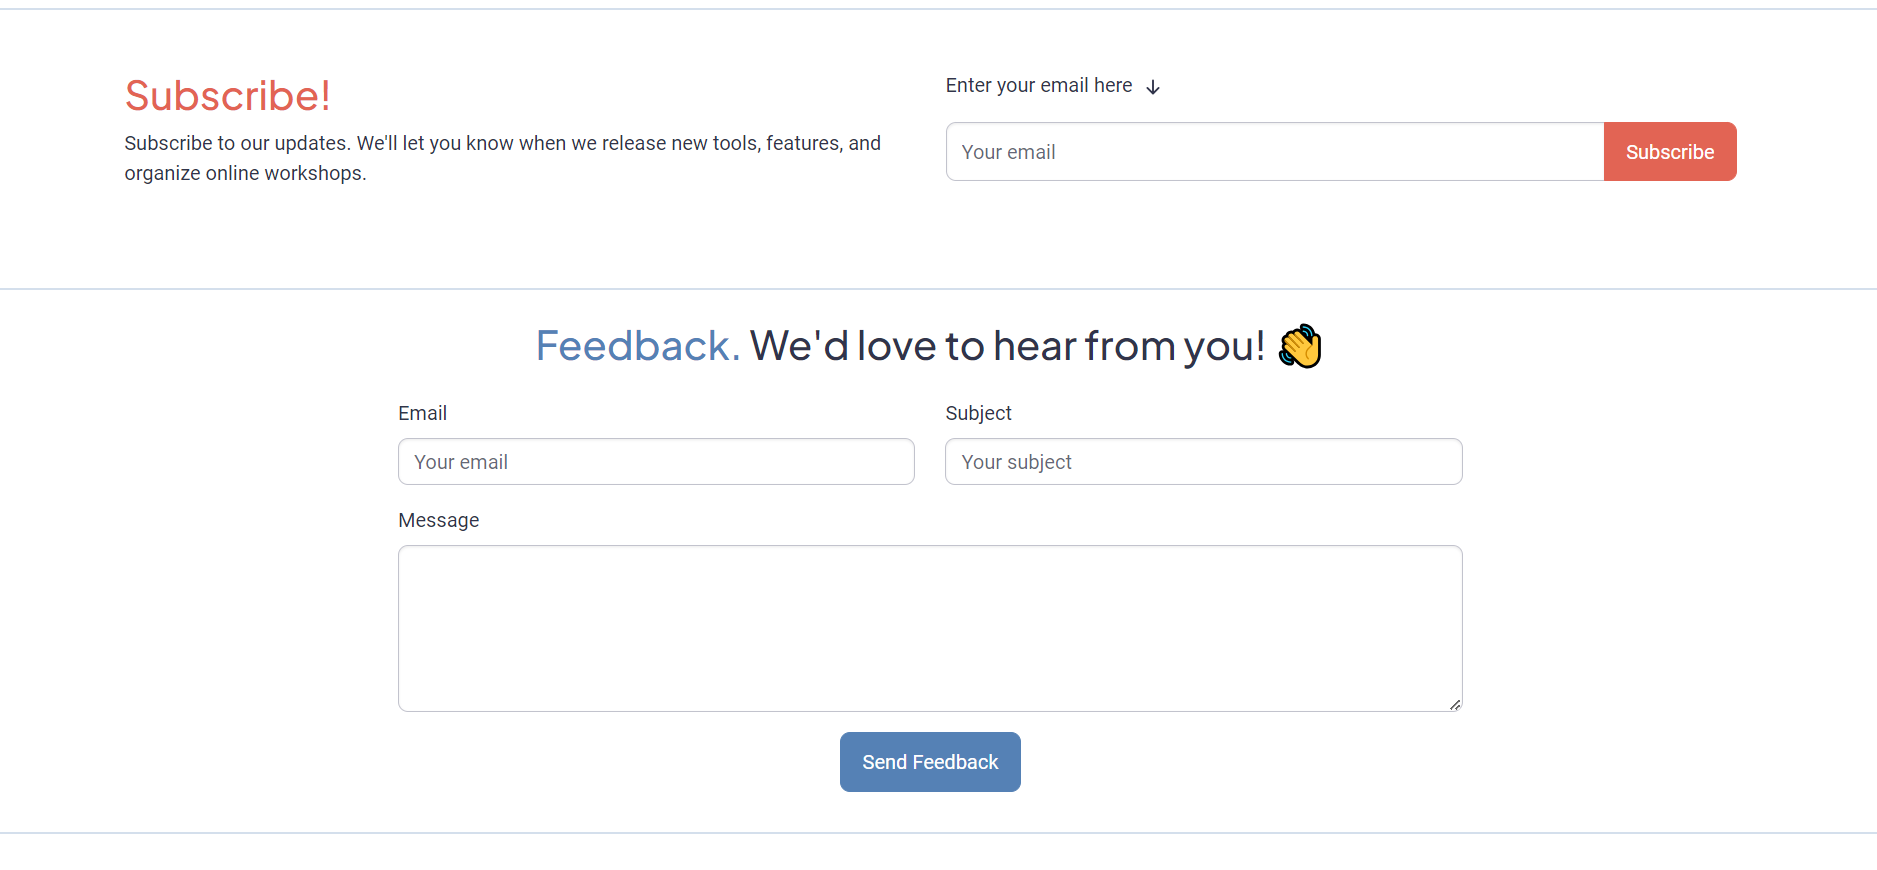 Subscribe!
Subscribe to our updates. We'll let you know when we release new tools, features, and
organize online workshops.
Enter your email here ↓
Your email
Subscribe
Feedback. We'd love to hear from you! 👋
Email
Subject
Your email
Your subject
Message
Send Feedback